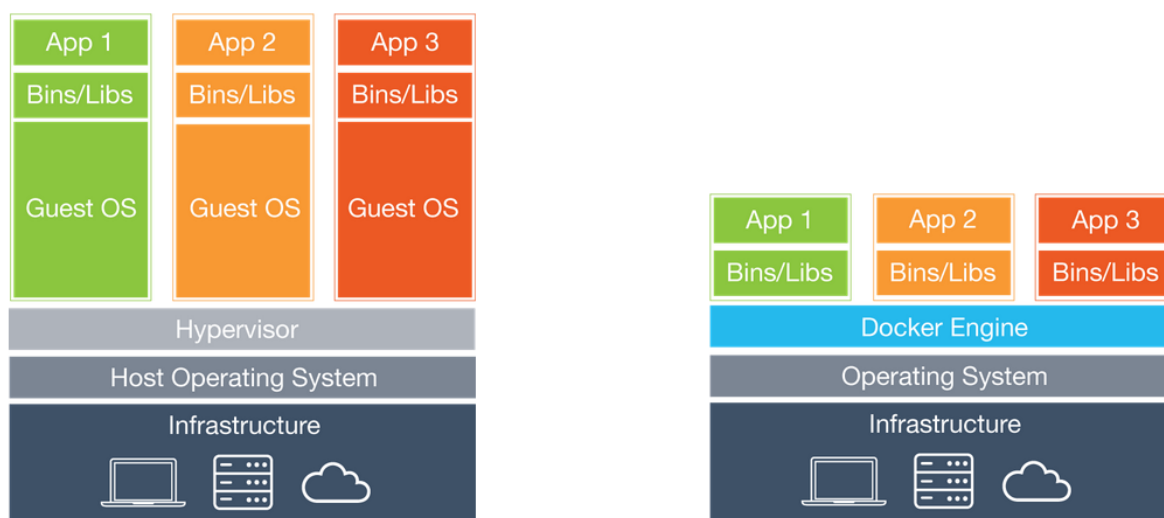 App 1
App 2
App 3
Bins/Libs
Bins/Libs
Bins/Libs
Guest OS
Guest OS
Guest OS
Hypervisor
Host Operating System
Infrastructure
App 1
App 2
App 3
Bins/Libs
Bins/Libs
Bins/Libs
Docker Engine
Operating System
Infrastructure